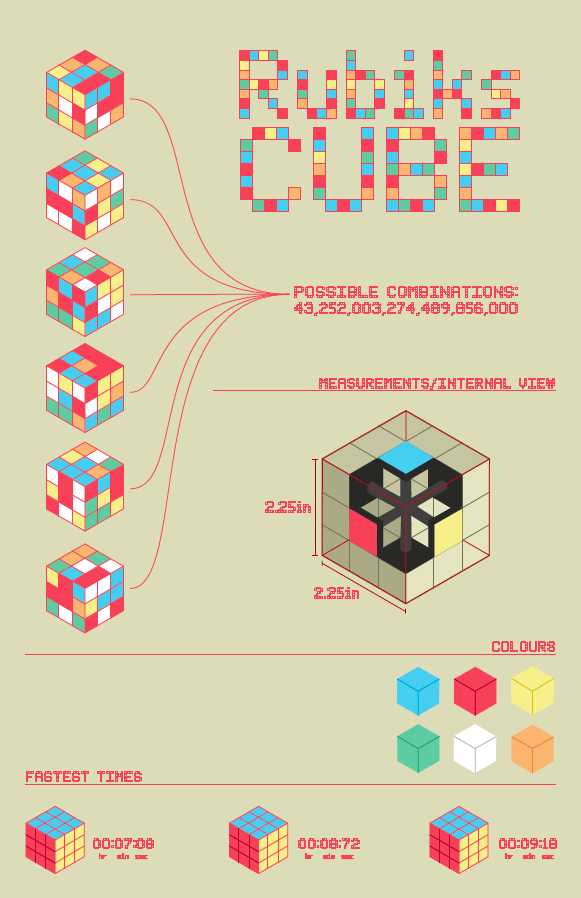 Rubiks
CUBE
POSSIBLE COMBINATIONS:
43,252,003,274,489,856,000
MEASUREMENTS/INTERNAL VIEW
2.25in
2.25in
COLOURS
FASTEST TIMES
00:07:08
hr min sec
00:08:72
hr min sec
00:09:18
hr min sec